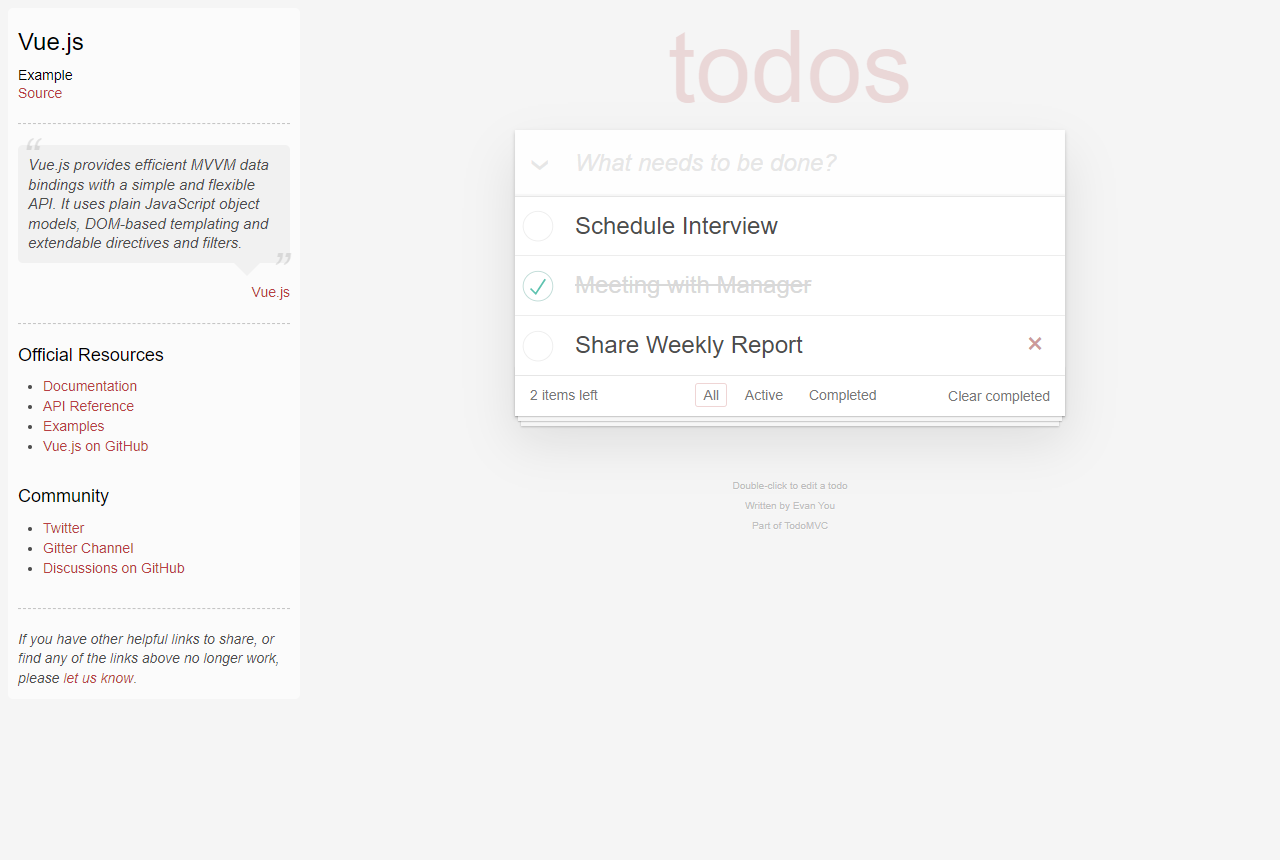 Vue.js
Example
Source
“
Vue.js provides efficient MVVM data
bindings with a simple and flexible
API. It uses plain JavaScript object
models, DOM-based templating and
extendable directives and filters.
”
Vue.js
Official Resources
Documentation
API Reference
Examples
Vue.js on GitHub
Community
Twitter
Gitter Channel
Discussions on GitHub
If you have other helpful links to share, or
find any of the links above no longer work,
please let us know.
todos
What needs to be done?
Schedule Interview
Meeting with Manager
Share Weekly Report ×
2 items left All Active Completed Clear completed
Double-click to edit a todo
Written by Evan You
Part of TodoMVC